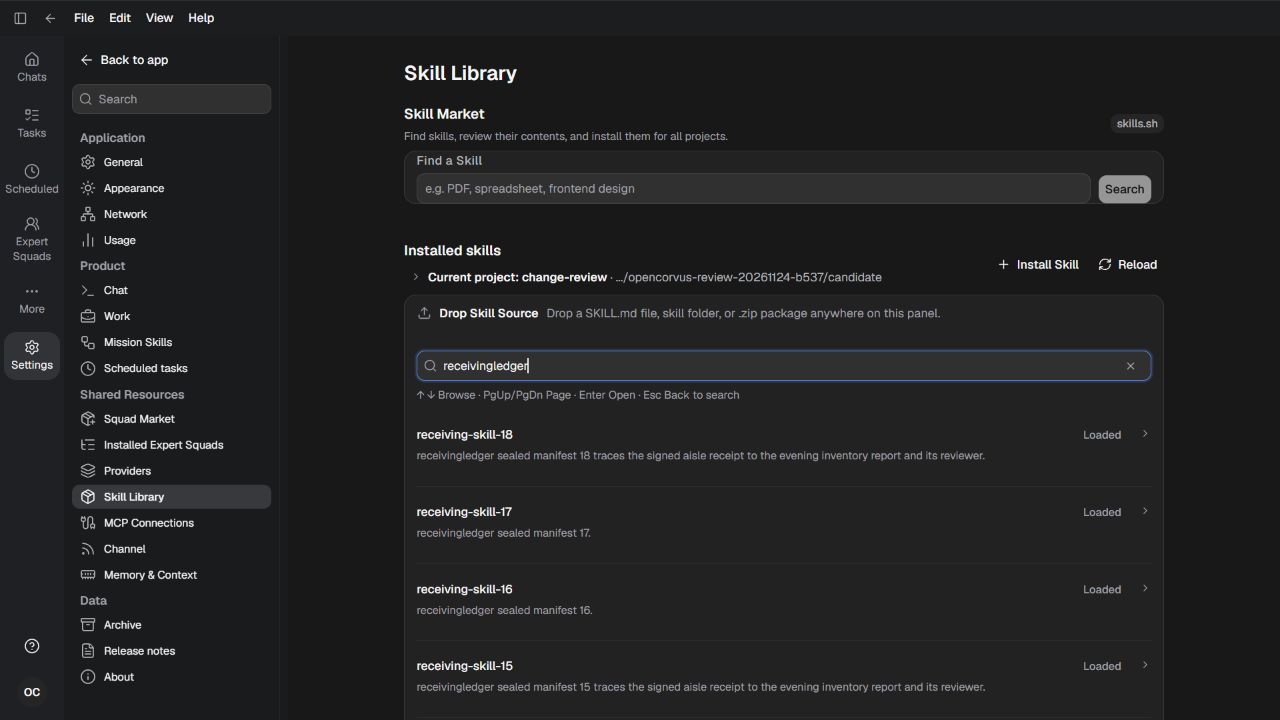 File Edit View Help
Chats
Tasks
Scheduled
Expert
Squads
More
Settings
OC
Back to app
Search
Application
General
Appearance
Network
Usage
Product
Chat
Work
Mission Skills
Scheduled tasks
Shared Resources
Squad Market
Installed Expert Squads
Providers
Skill Library
MCP Connections
Channel
Memory & Context
Data
Archive
Release notes
About
Skill Library
Skill Market
Find skills, review their contents, and install them for all projects.
skills.sh
Find a Skill
e.g. PDF, spreadsheet, frontend design
Search
Installed skills
Current project: change-review · .../opencorvus-review-20261124-b537/candidate
Install Skill
Reload
Drop Skill Source Drop a SKILL.md file, skill folder, or .zip package anywhere on this panel.
receivingledger
↑↓ Browse · PgUp/PgDn Page · Enter Open · Esc Back to search
receiving-skill-18
Loaded
receivingledger sealed manifest 18 traces the signed aisle receipt to the evening inventory report and its reviewer.
receiving-skill-17
Loaded
receivingledger sealed manifest 17.
receiving-skill-16
Loaded
receivingledger sealed manifest 16.
receiving-skill-15
Loaded
receivingledger sealed manifest 15 traces the signed aisle receipt to the evening inventory report and its reviewer.